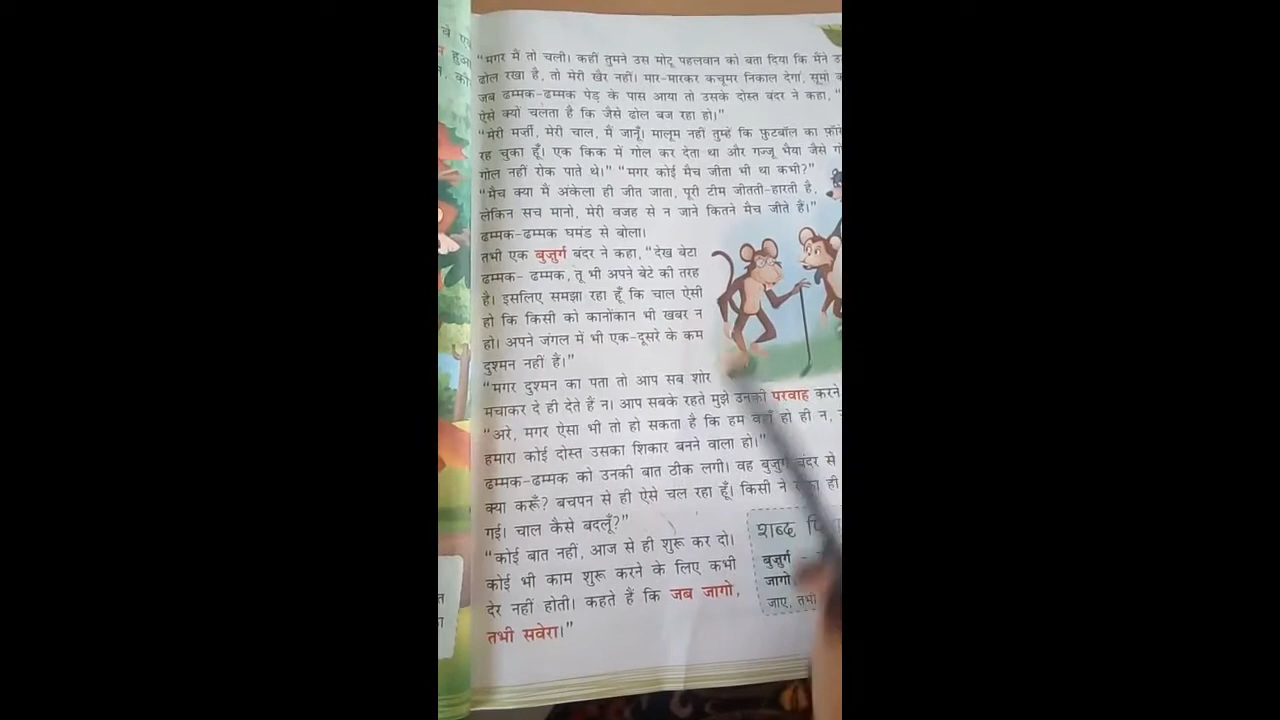 वे
हुआ
"मगर मैं तो चली। कहीं तुमने उस मोटू पहलवान को बता दिया कि मैंने
ढोल रखा है, तो मेरी खैर नहीं। मार-मारकर कचूमर निकाल देगा, सूमो
जब ढम्मक-ढम्मक पेड़ के पास आया तो उसके दोस्त बंदर ने कहा, "
ऐसे क्यों चलता है कि जैसे ढोल बज रहा हो।"
"मेरी मर्ज़ी, मेरी चाल, मैं जानूँ। मालूम नहीं तुम्हें कि फुटबॉल का
रह चुका हूँ। एक किक में गोल कर देता था और गज्जू भैया जैसे
गोल नहीं रोक पाते थे।" "मगर कोई मैच जीता भी था कभी?"
"मैच क्या मैं अकेला ही जीत जाता, पूरी टीम जीतती-हारती है,
लेकिन सच मानो, मेरी वजह से न जाने कितने मैच जीते हैं।"
ढम्मक-ढम्मक घमंड से बोला।
तभी एक बुज़ुर्ग बंदर ने कहा, "देख बेटा
ढम्मक- ढम्मक, तू भी अपने बेटे की तरह
है। इसलिए समझा रहा हूँ कि चाल ऐसी
हो कि किसी को कानोंकान भी खबर न
हो। अपने जंगल में भी एक-दूसरे के कम
दुश्मन नहीं हैं।"
"मगर दुश्मन का पता तो आप सब शोर
मचाकर दे ही देते हैं न। आप सबके रहते मुझे उनकी परवाह करने
"अरे, मगर ऐसा भी तो हो सकता है कि हम वहाँ हो ही न,
हमारा कोई दोस्त उसका शिकार बनने वाला हो।"
ढम्मक-ढम्मक को उनकी बात ठीक लगी। वह बुज़ुर्ग बंदर से
क्या करूँ? बचपन से ही ऐसे चल रहा हूँ। किसी ने ही
गई। चाल कैसे बदलूँ?"
"कोई बात नहीं, आज से ही शुरू कर दो।
कोई भी काम शुरू करने के लिए कभी
देर नहीं होती। कहते हैं कि जब जागो,
तभी सवेरा।"
शब्द
बुज़ुर्ग -
जागो,
जाए, तभी